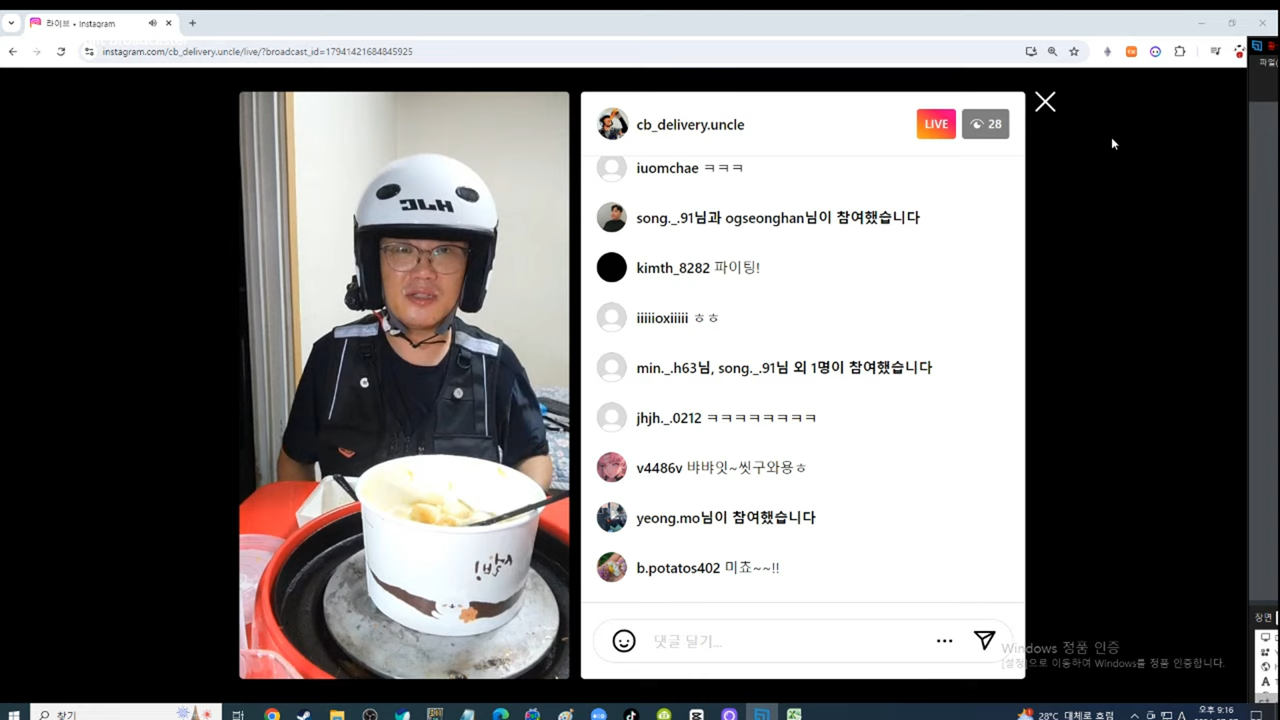 라이브 • Instagram
instagram.com/cb_delivery.uncle/live/?broadcast_id=17941421684845925
파일(
cb_delivery.uncle
LIVE
28
iuomchae ㅋㅋㅋ
song._.91님과 ogseonghan님이 참여했습니다
kimth_8282 파이팅!
iiiiioxiiiii ㅎㅎ
min._.h63님, song._.91님 외 1명이 참여했습니다
jhjh._.0212 ㅋㅋㅋㅋㅋㅋㅋㅋ
v4486v 뱌뱌잇~씻구와용ㅎ
yeong.mo님이 참여했습니다
b.potatos402 미쵸~~!!
댓글 달기...
HLC
장면
Windows 정품 인증
[설정]으로 이동하여 Windows를 정품 인증합니다.
찾기
28°C 대체로 흐림
오후 9:16